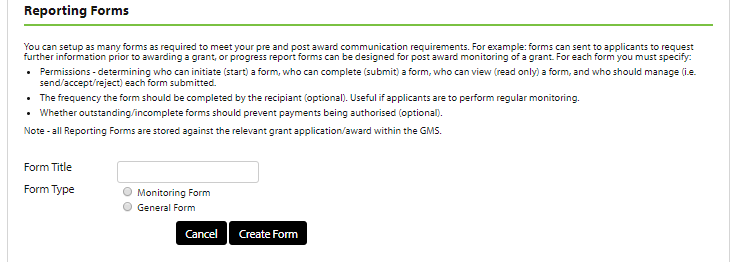 Reporting Forms
You can setup as many forms as required to meet your pre and post award communication requirements. For example: forms can sent to applicants to request
further information prior to awarding a grant, or progress report forms can be designed for post award monitoring of a grant. For each form you must specify:
• Permissions - determining who can initiate (start) a form, who can complete (submit) a form, who can view (read only) a form, and who should manage (i.e.
send/accept/reject) each form submitted.
• The frequency the form should be completed by the recipiant (optional). Useful if applicants are to perform regular monitoring.
• Whether outstanding/incomplete forms should prevent payments being authorised (optional).
Note - all Reporting Forms are stored against the relevant grant application/award within the GMS.
Form Title
Form Type
Monitoring Form
General Form
Cancel Create Form